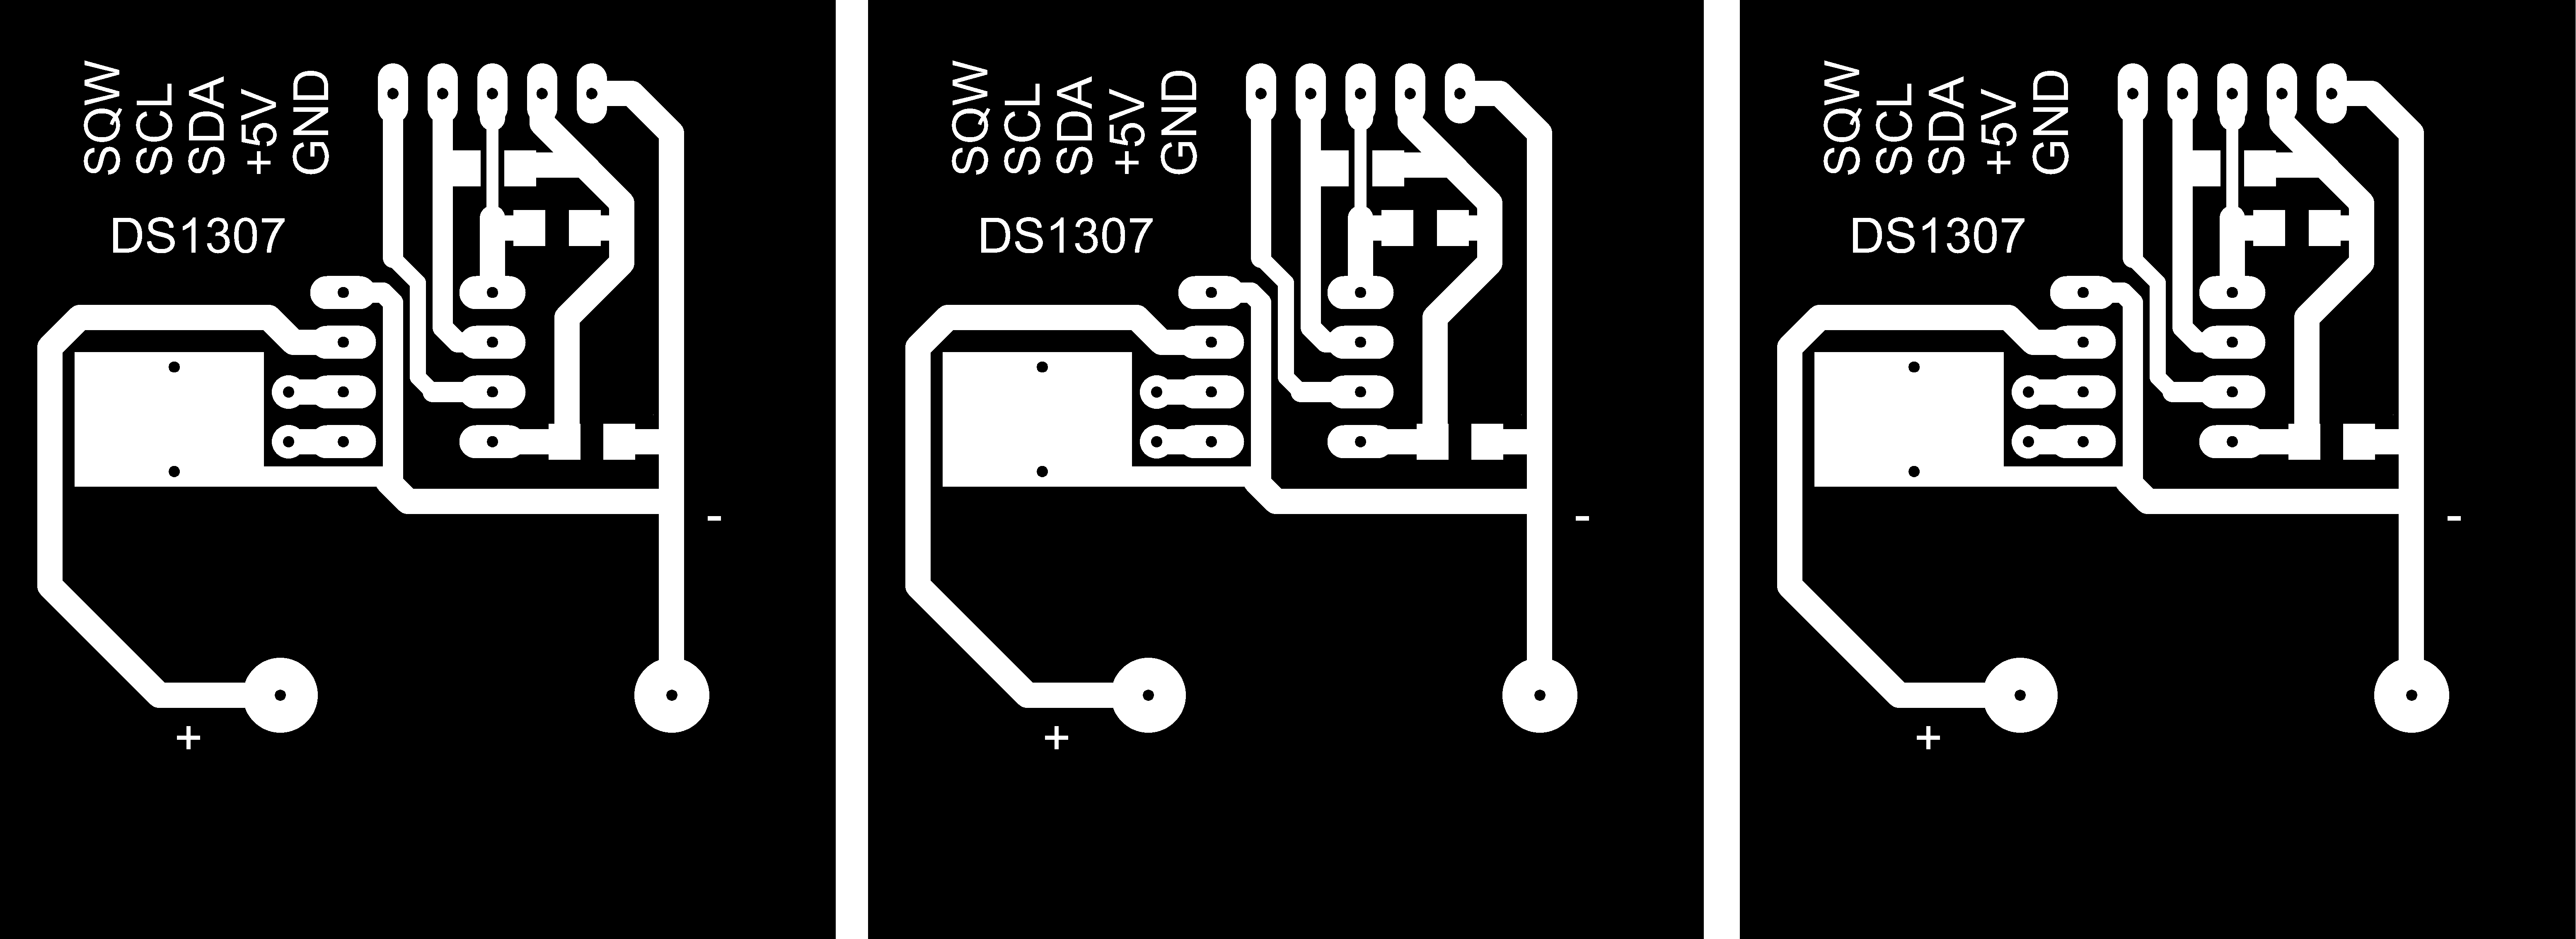 SQW
SCL
SDA
+5V
GND
DS1307
-
+
SQW
SCL
SDA
+5V
GND
DS1307
-
+
SQW
SCL
SDA
+5V
GND
DS1307
-
+